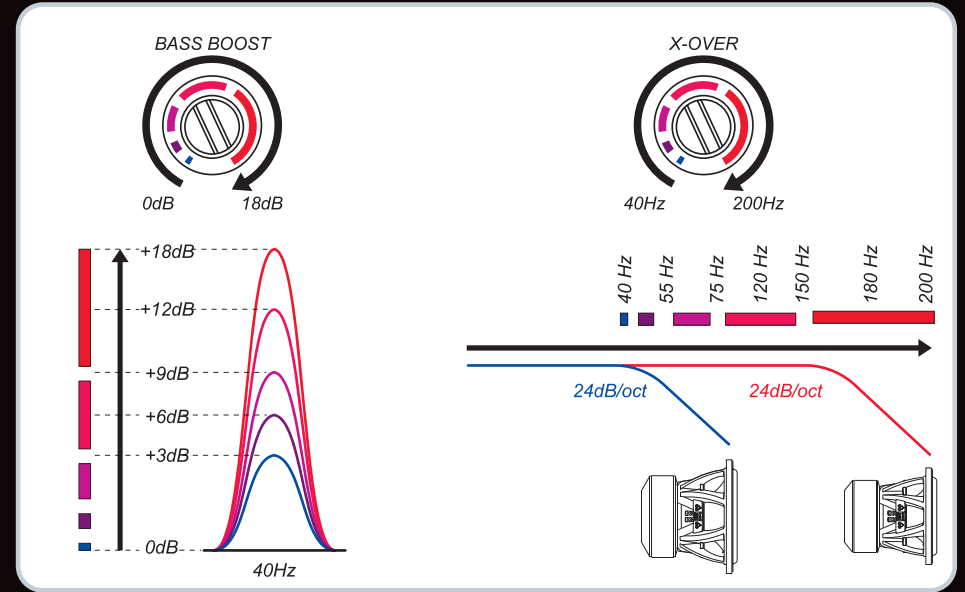 BASS BOOST
0dB
18dB
+18dB
+12dB
+9dB
+6dB
+3dB
0dB
40Hz
X-OVER
40Hz
200Hz
40 Hz
55 Hz
75 Hz
120 Hz
150 Hz
180 Hz
200 Hz
24dB/oct
24dB/oct